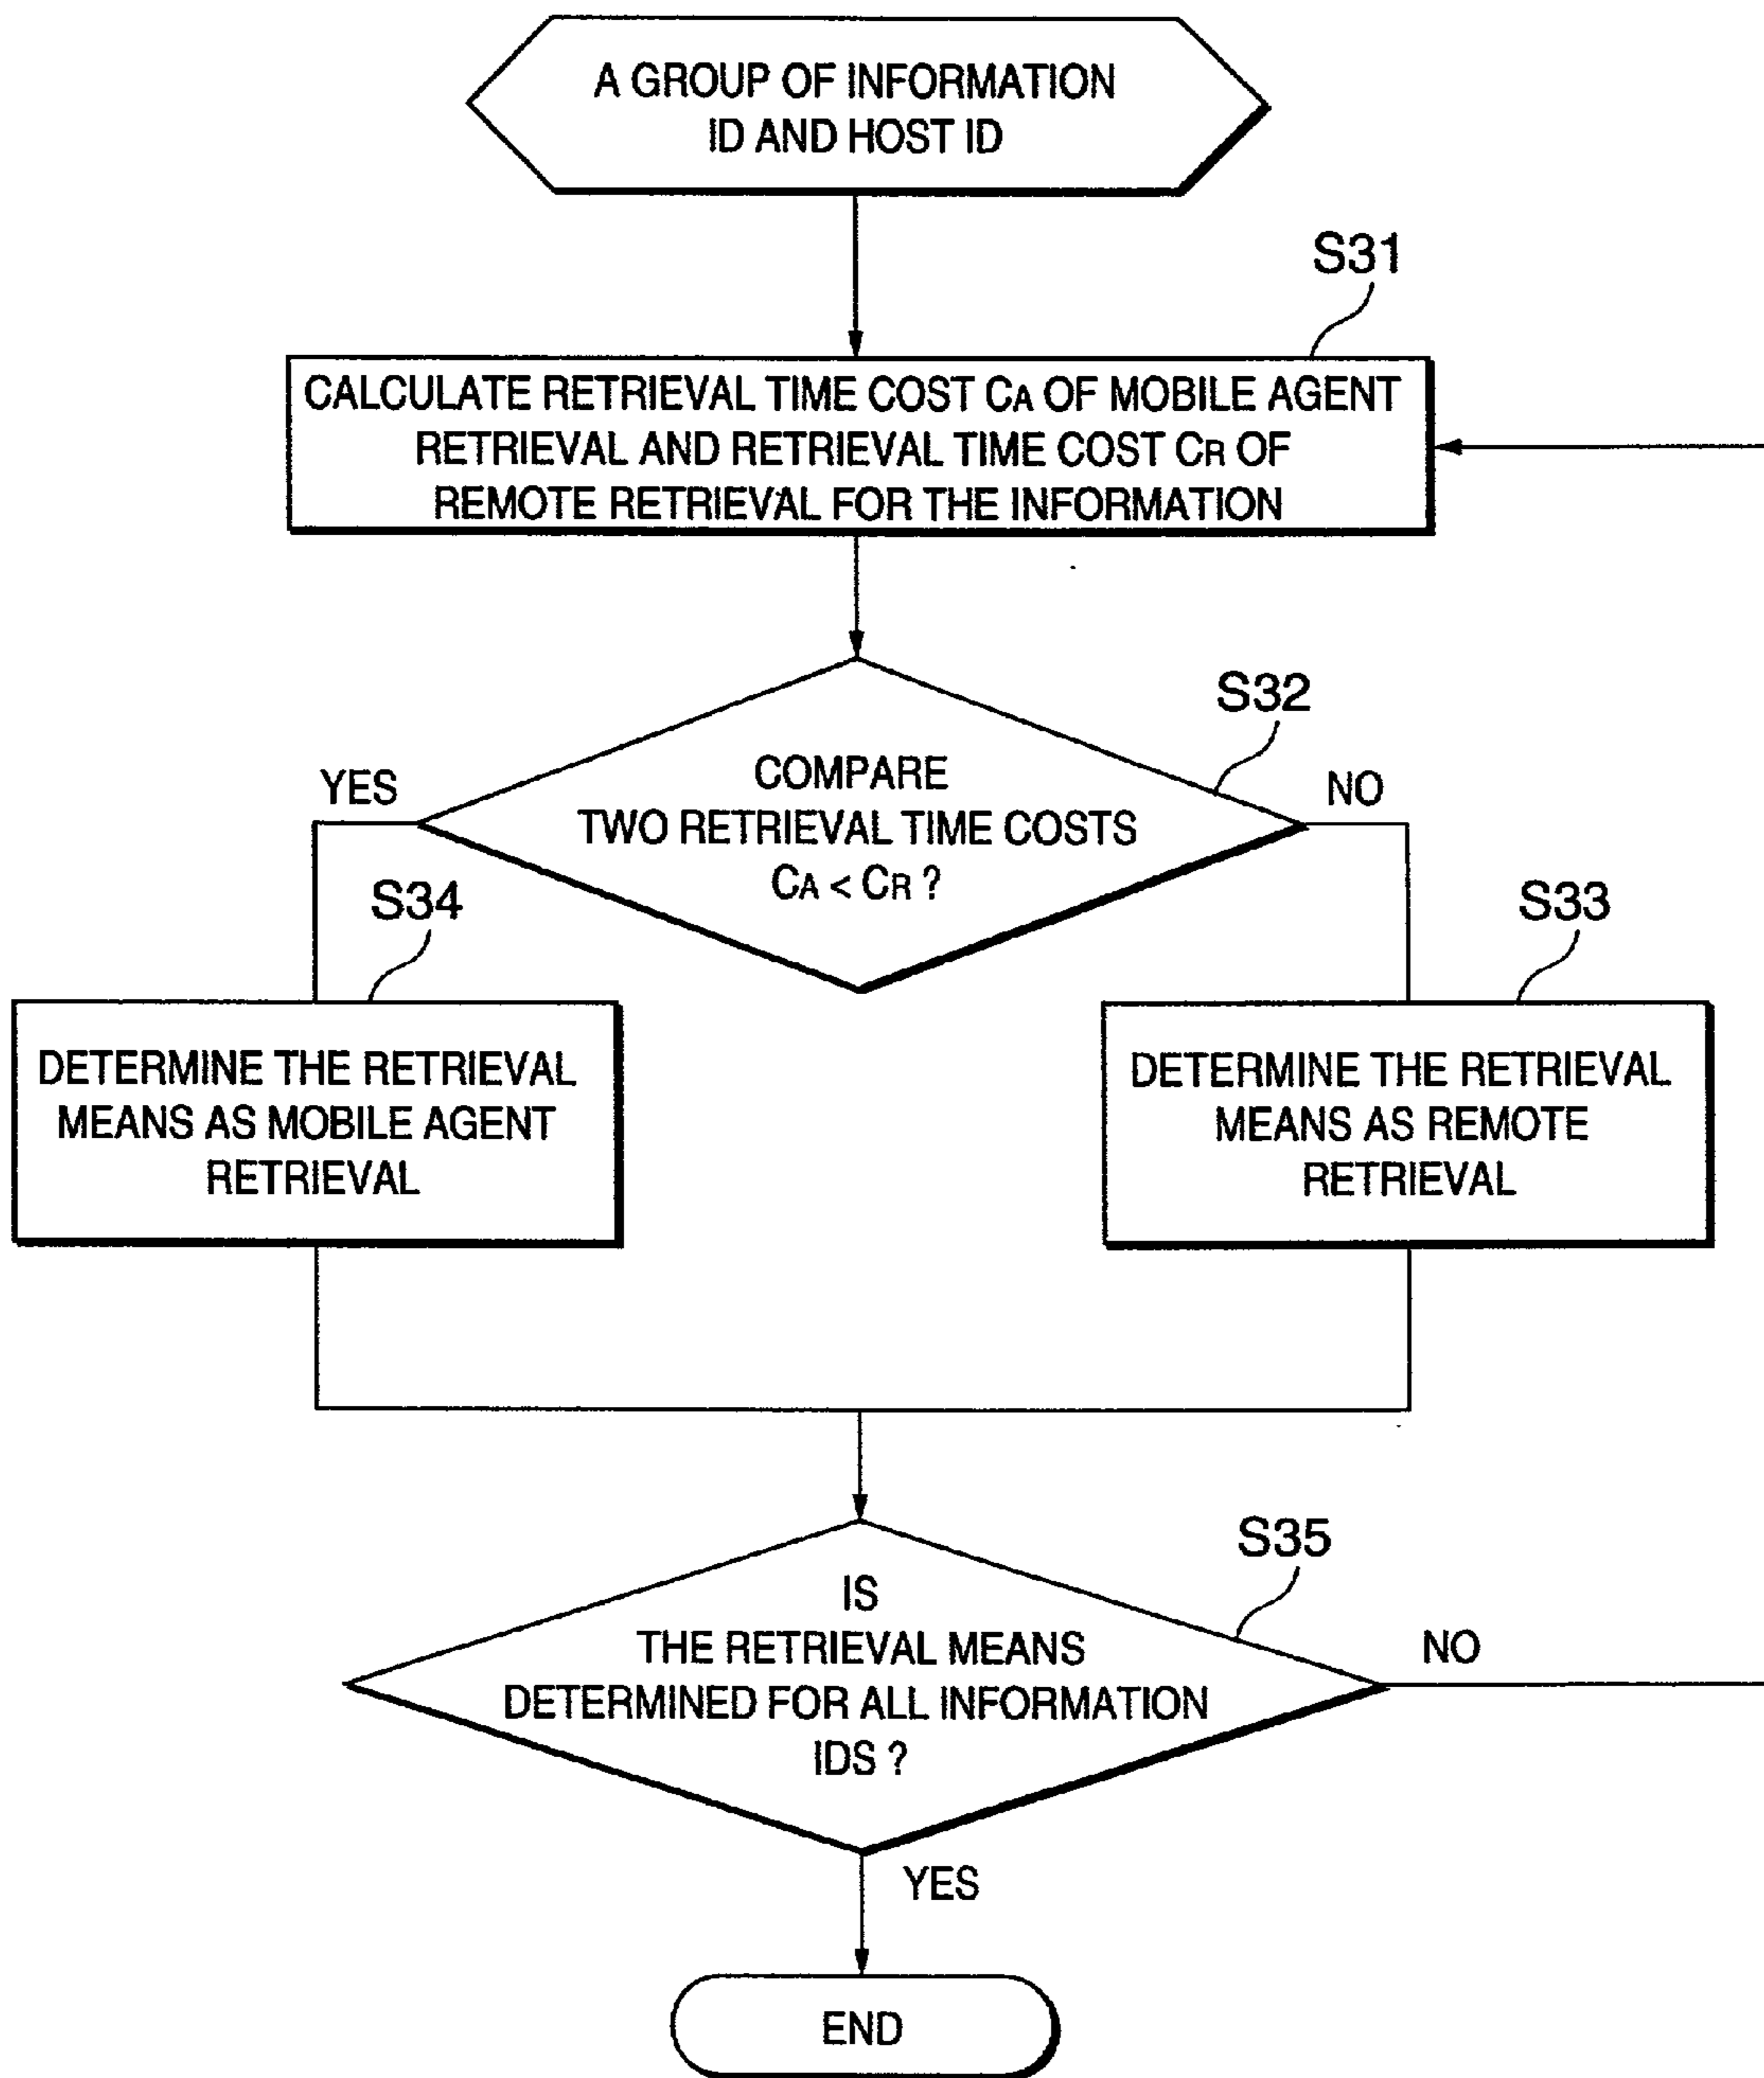 A GROUP OF INFORMATION
ID AND HOST ID
S31
CALCULATE RETRIEVAL TIME COST CA OF MOBILE AGENT
RETRIEVAL AND RETRIEVAL TIME COST CR OF
REMOTE RETRIEVAL FOR THE INFORMATION
S32
YES
NO
COMPARE
TWO RETRIEVAL TIME COSTS
CA < CR ?
S34
S33
DETERMINE THE RETRIEVAL
MEANS AS MOBILE AGENT
RETRIEVAL
DETERMINE THE RETRIEVAL
MEANS AS REMOTE
RETRIEVAL
S35
IS
THE RETRIEVAL MEANS
DETERMINED FOR ALL INFORMATION
IDS ?
NO
YES
END